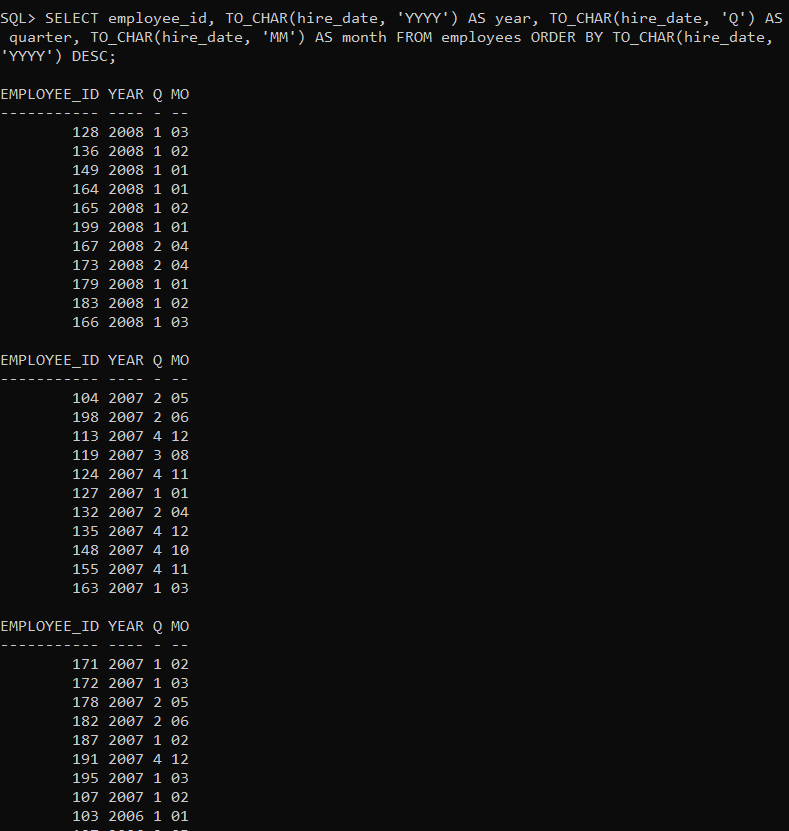 SQL> SELECT employee_id, TO_CHAR(hire_date, 'YYYY') AS year, TO_CHAR(hire_date, 'Q') AS
 quarter, TO_CHAR(hire_date, 'MM') AS month FROM employees ORDER BY TO_CHAR(hire_date,
'YYYY') DESC;
EMPLOYEE_ID YEAR Q MO
----------- ---- - --
        128 2008 1 03
        136 2008 1 02
        149 2008 1 01
        164 2008 1 01
        165 2008 1 02
        199 2008 1 01
        167 2008 2 04
        173 2008 2 04
        179 2008 1 01
        183 2008 1 02
        166 2008 1 03
EMPLOYEE_ID YEAR Q MO
----------- ---- - --
        104 2007 2 05
        198 2007 2 06
        113 2007 4 12
        119 2007 3 08
        124 2007 4 11
        127 2007 1 01
        132 2007 2 04
        135 2007 4 12
        148 2007 4 10
        155 2007 4 11
        163 2007 1 03
EMPLOYEE_ID YEAR Q MO
----------- ---- - --
        171 2007 1 02
        172 2007 1 03
        178 2007 2 05
        182 2007 2 06
        187 2007 1 02
        191 2007 4 12
        195 2007 1 03
        107 2007 1 02
        103 2006 1 01